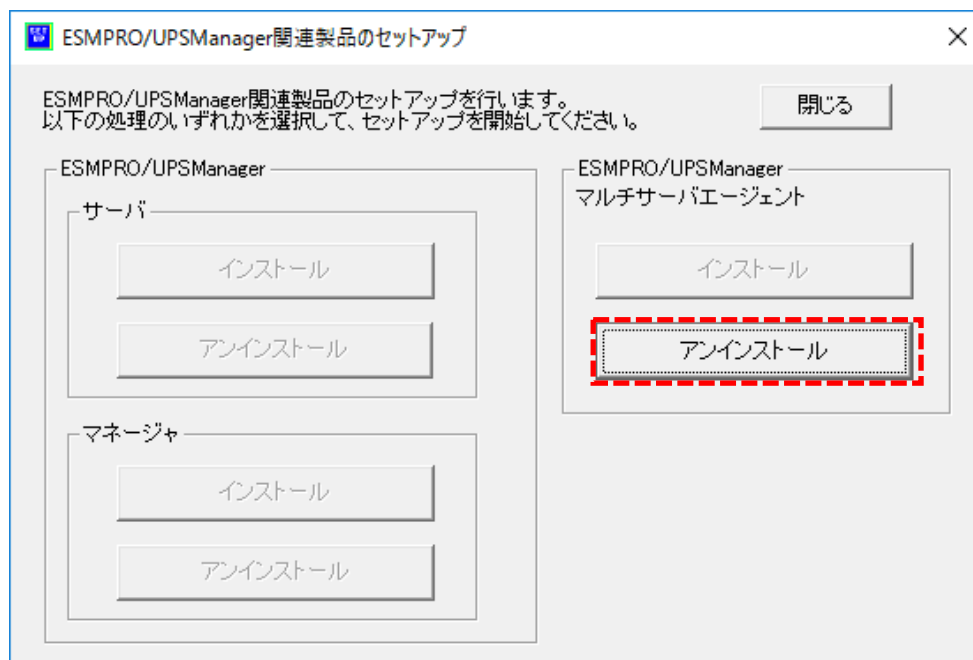 ESMPRO/UPSManager関連製品のセットアップ
ESMPRO/UPSManager関連製品のセットアップを行います。
以下の処理のいずれかを選択して、セットアップを開始してください。
閉じる
ESMPRO/UPSManager
サーバ
インストール
アンインストール
マネージャ
インストール
アンインストール
ESMPRO/UPSManager
マルチサーバエージェント
インストール
アンインストール